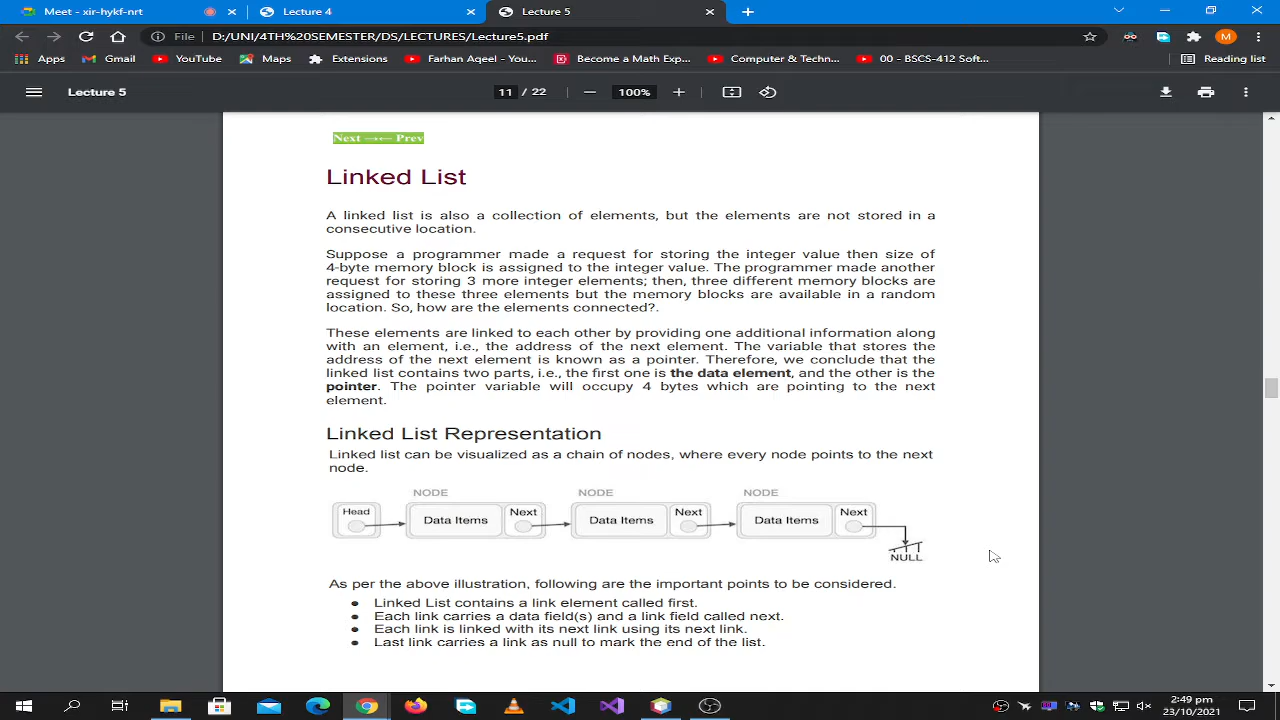 Meet - xir-hykf-nrt
Lecture 4
Lecture 5
File
D:/UNI/4TH%20SEMESTER/DS/LECTURES/Lecture5.pdf
M
Apps
Gmail
YouTube
Maps
Extensions
Farhan Aqeel - You...
Become a Math Exp...
Computer & Techn...
00 - BSCS-412 Soft...
Reading list
Lecture 5
11 / 22
100%
Next →← Prev
Linked List
A linked list is also a collection of elements, but the elements are not stored in a
consecutive location.
Suppose a programmer made a request for storing the integer value then size of
4-byte memory block is assigned to the integer value. The programmer made another
request for storing 3 more integer elements; then, three different memory blocks are
assigned to these three elements but the memory blocks are available in a random
location. So, how are the elements connected?.
These elements are linked to each other by providing one additional information along
with an element, i.e., the address of the next element. The variable that stores the
address of the next element is known as a pointer. Therefore, we conclude that the
linked list contains two parts, i.e., the first one is the data element, and the other is the
pointer. The pointer variable will occupy 4 bytes which are pointing to the next
element.
Linked List Representation
Linked list can be visualized as a chain of nodes, where every node points to the next
node.
NODE
NODE
NODE
Head
Data Items
Next
Data Items
Next
Data Items
Next
NULL
As per the above illustration, following are the important points to be considered.
● Linked List contains a link element called first.
● Each link carries a data field(s) and a link field called next.
● Each link is linked with its next link using its next link.
● Last link carries a link as null to mark the end of the list.
2:49 pm
23/10/2021